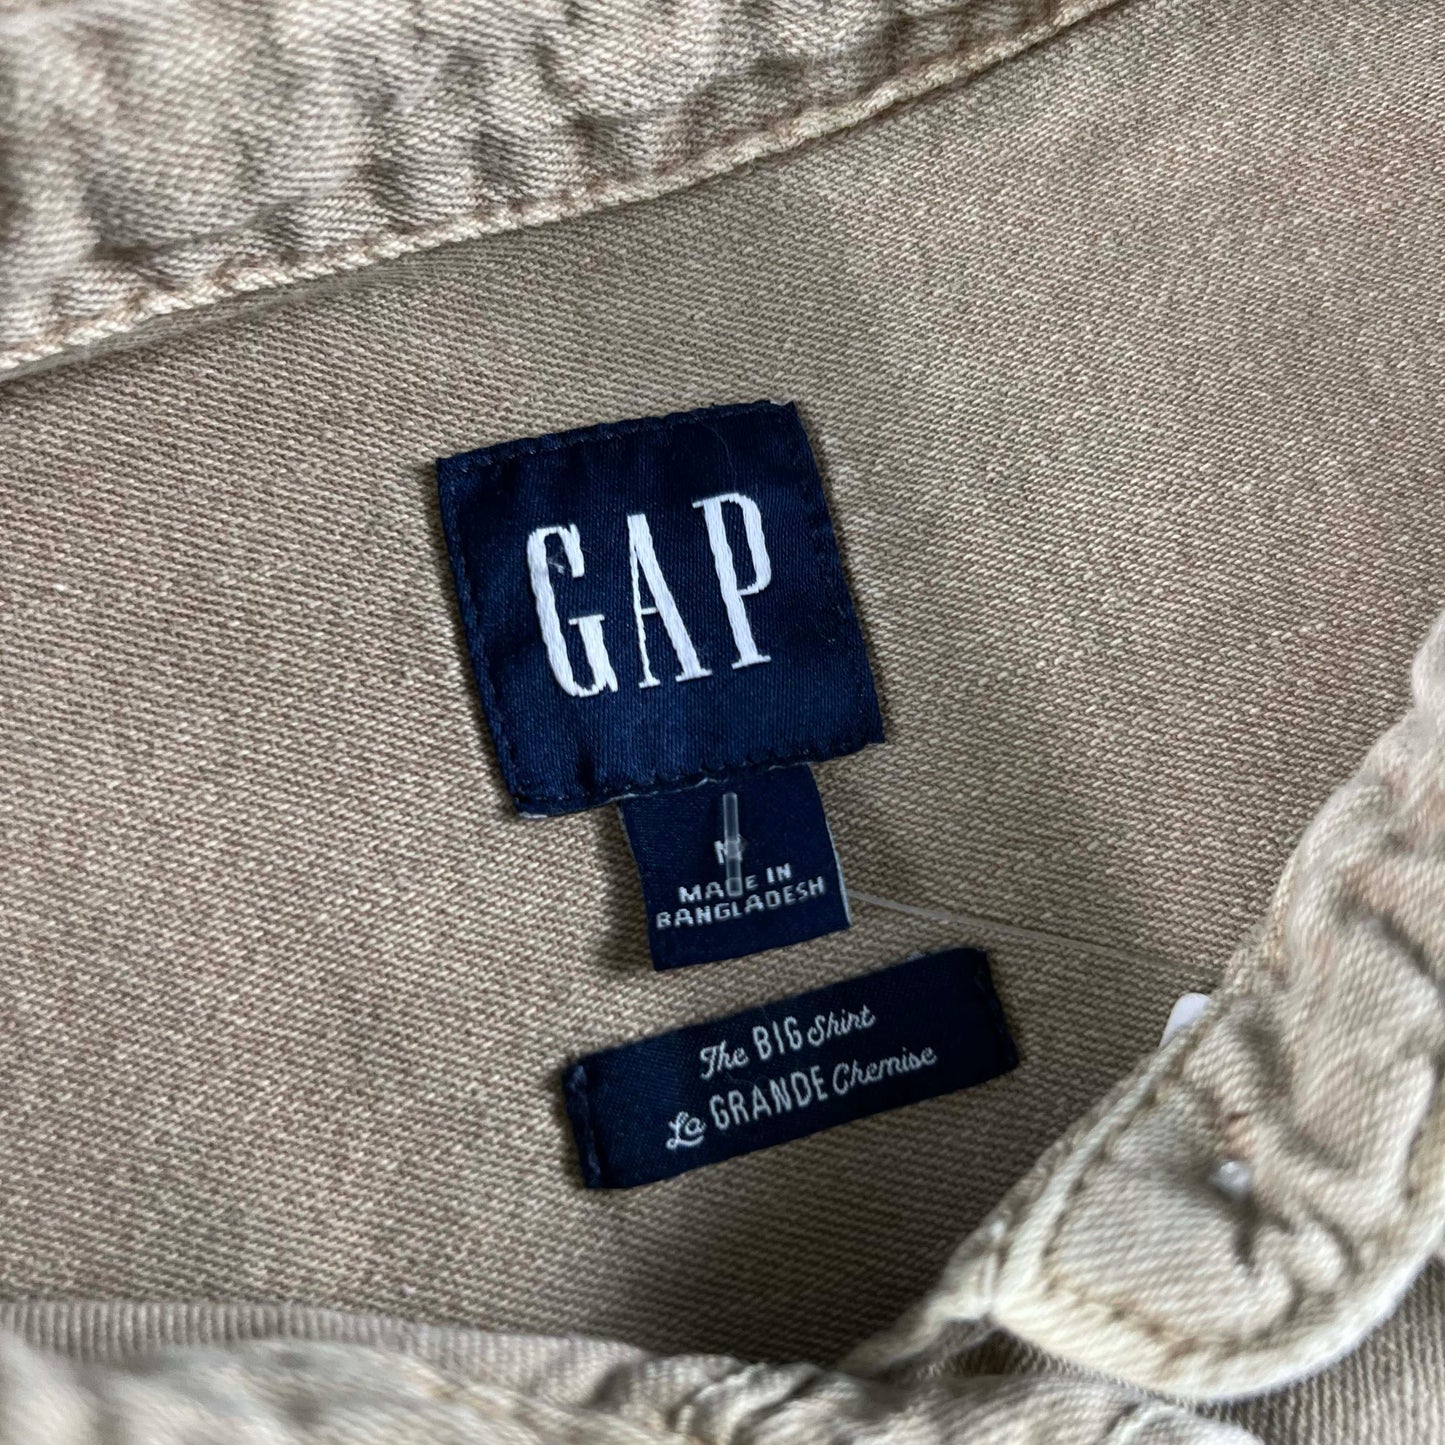 GAP
M
MADE IN
BANGLADESH
The BIG Shirt
La GRANDE Chemise